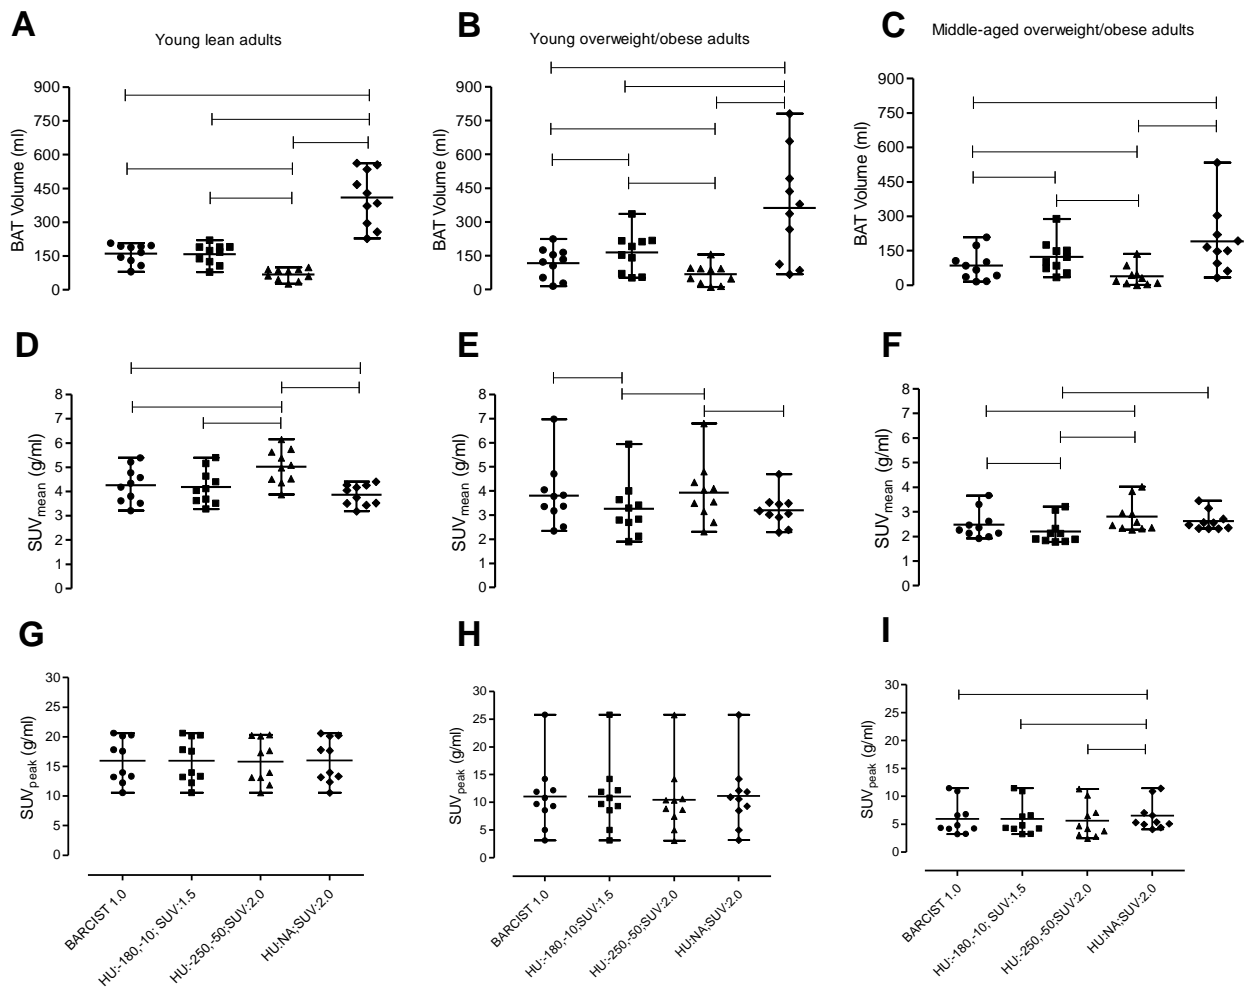 A
Young lean adults
B
Young overweight/obese adults
C
Middle-aged overweight/obese adults
BAT Volume (ml)
900
750
600
450
300
150
0
BAT Volume (ml)
900
750
600
450
300
150
0
BAT Volume (ml)
900
750
600
450
300
150
0
D
SUVmean (g/ml)
8
7
6
5
4
3
2
1
0
E
SUVmean (g/ml)
8
7
6
5
4
3
2
1
0
F
SUVmean (g/ml)
8
7
6
5
4
3
2
1
0
G
SUVpeak (g/ml)
30
25
20
15
10
5
0
H
SUVpeak (g/ml)
30
25
20
15
10
5
0
I
SUVpeak (g/ml)
30
25
20
15
10
5
0
BARCIST 1.0
HU:-180,-10; SUV:1.5
HU:-250,-50;SUV:2.0
HU:NA;SUV:2.0
BARCIST 1.0
HU:-180,-10;SUV:1.5
HU:-250,-50;SUV:2.0
HU:NA;SUV:2.0
BARCIST 1.0
HU:-180,-10; SUV:1.5
HU:-250,-50;SUV:2.0
HU:NA;SUV:2.0